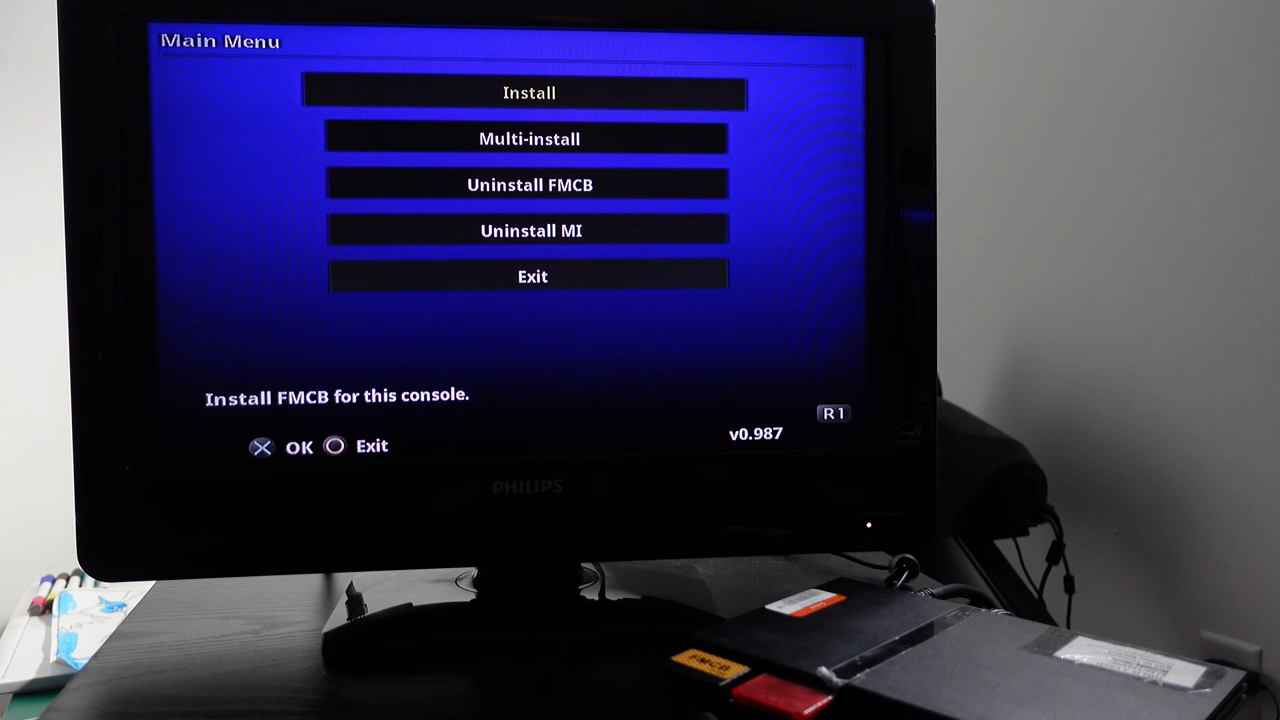 Main Menu
Install
Multi-install
Uninstall FMCB
Uninstall MI
Exit
Install FMCB for this console.
R1
OK Exit
v0.987
PHILIPS
FMCB